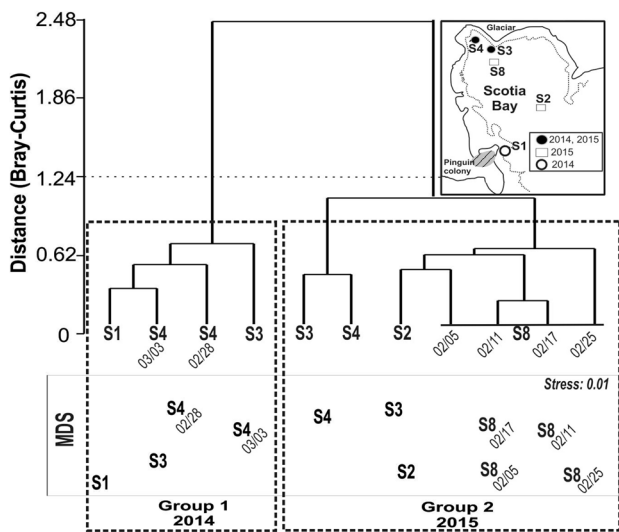 2.48
1.86
1.24
0.62
0
Distance (Bray-Curtis)
Glaciar
S4
S3
S8
Scotia
Bay
S2
S1
Pinguin
colony
2014, 2015
2015
2014
S1
S4
03/03
S4
02/28
S3
S3
S4
S2
02/05
02/11
S8
02/17
02/25
MDS
Stress: 0.01
S4
02/28
S4
03/03
S3
S1
S4
S3
S8
02/17
S8
02/11
S2
S8
02/05
S8
02/25
Group 1
2014
Group 2
2015